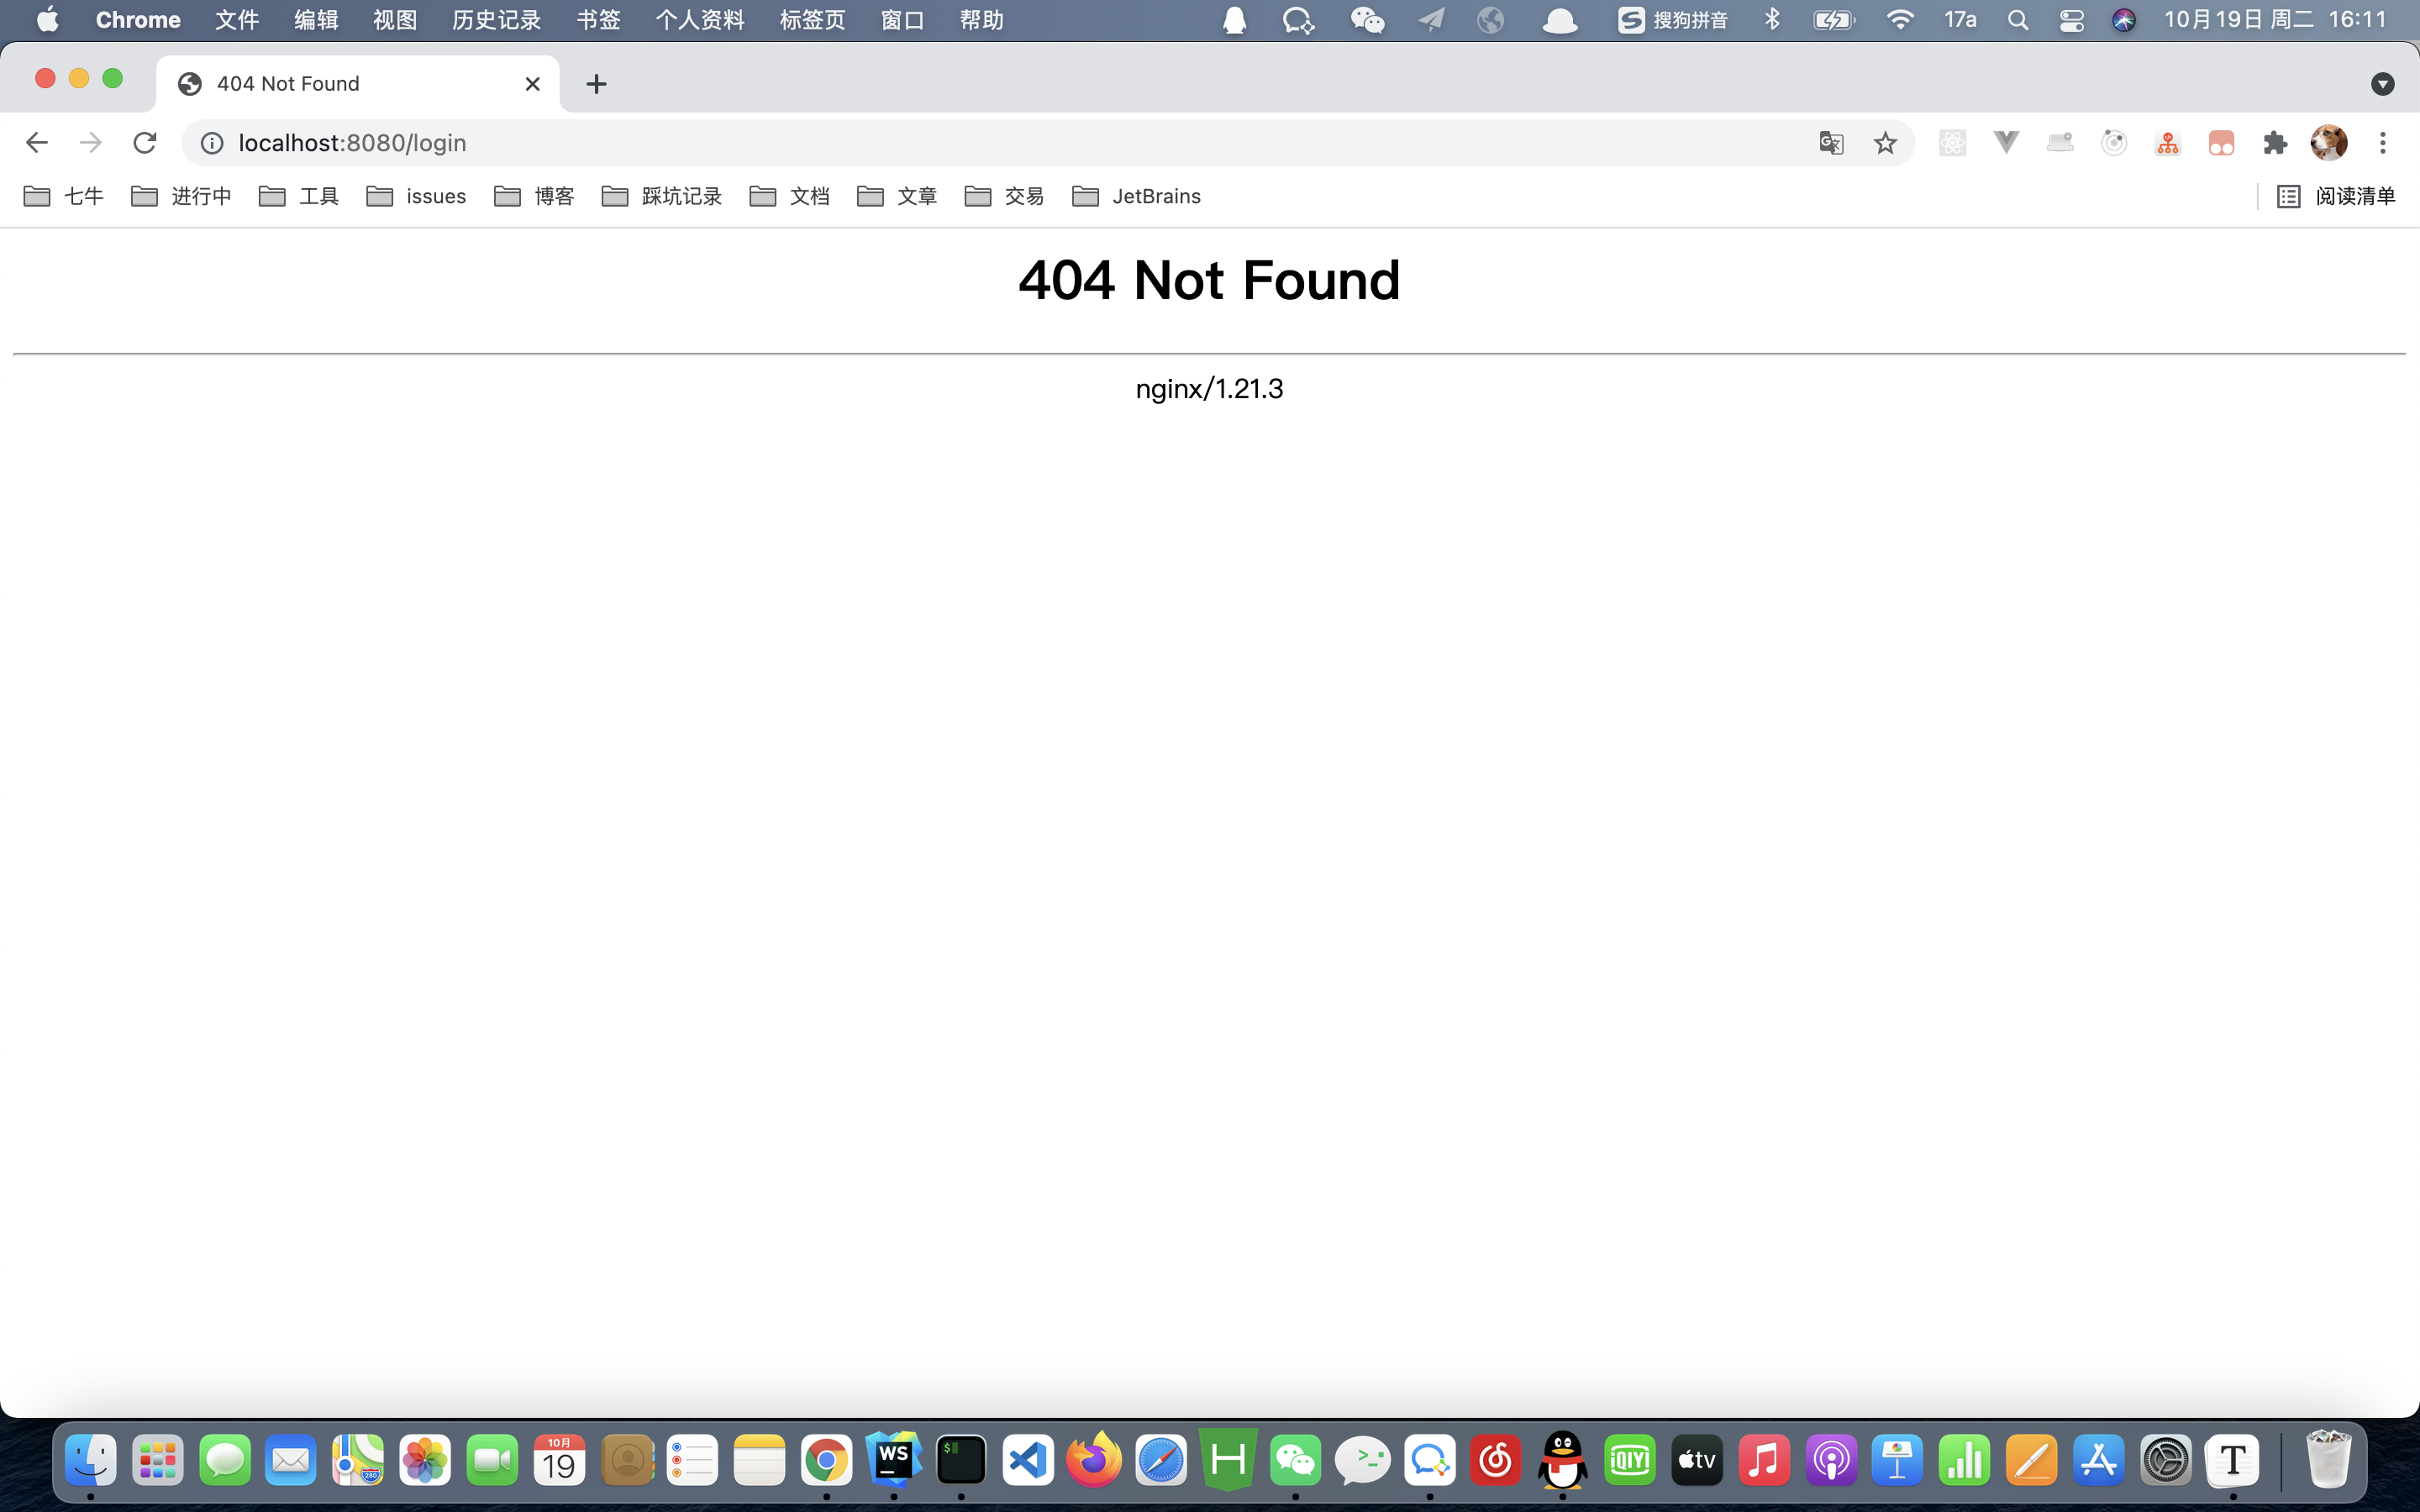 Chrome 文件 编辑 视图 历史记录 书签 个人资料 标签页 窗口 帮助 搜狗拼音 17a 10月19日 周二 16:11
404 Not Found
localhost:8080/login
七牛 进行中 工具 issues 博客 踩坑记录 文档 文章 交易 JetBrains 阅读清单
404 Not Found
nginx/1.21.3
10月
19
280
WS
$
H
iQIYI
tv
T